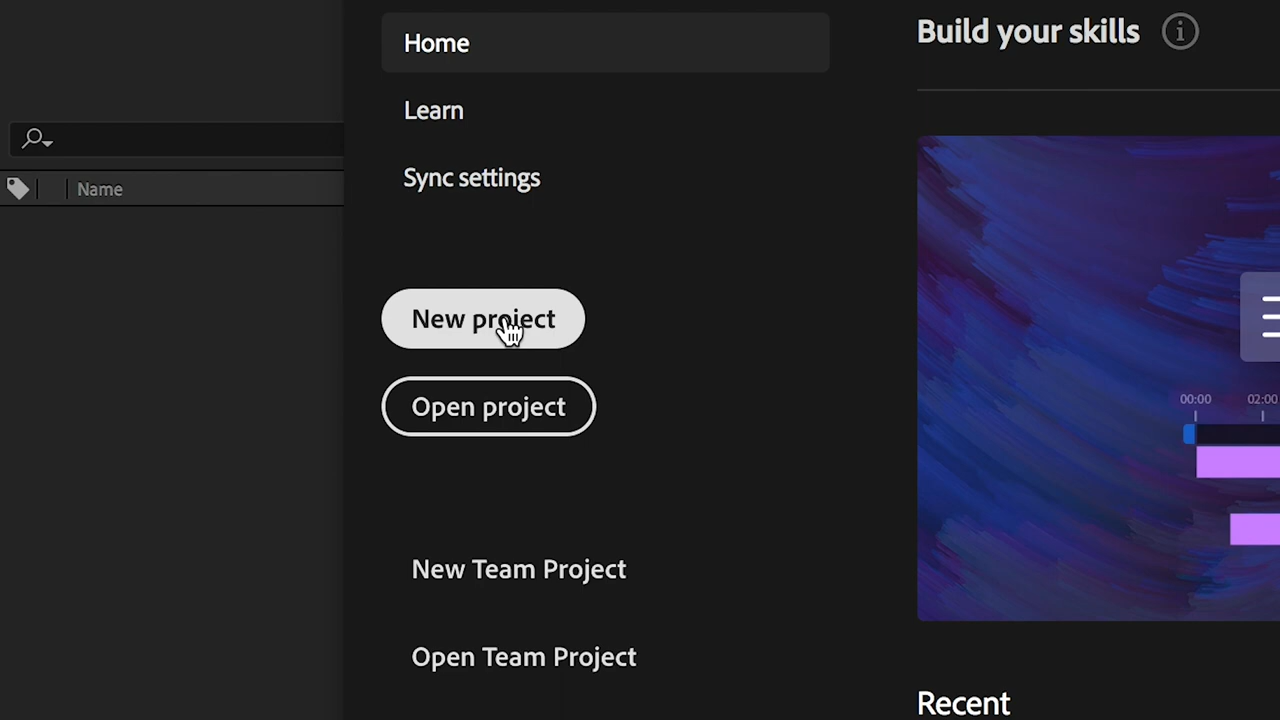 Home
Learn
Sync settings
Name
New project
Open project
New Team Project
Open Team Project
Build your skills
00:00
02:00
Recent